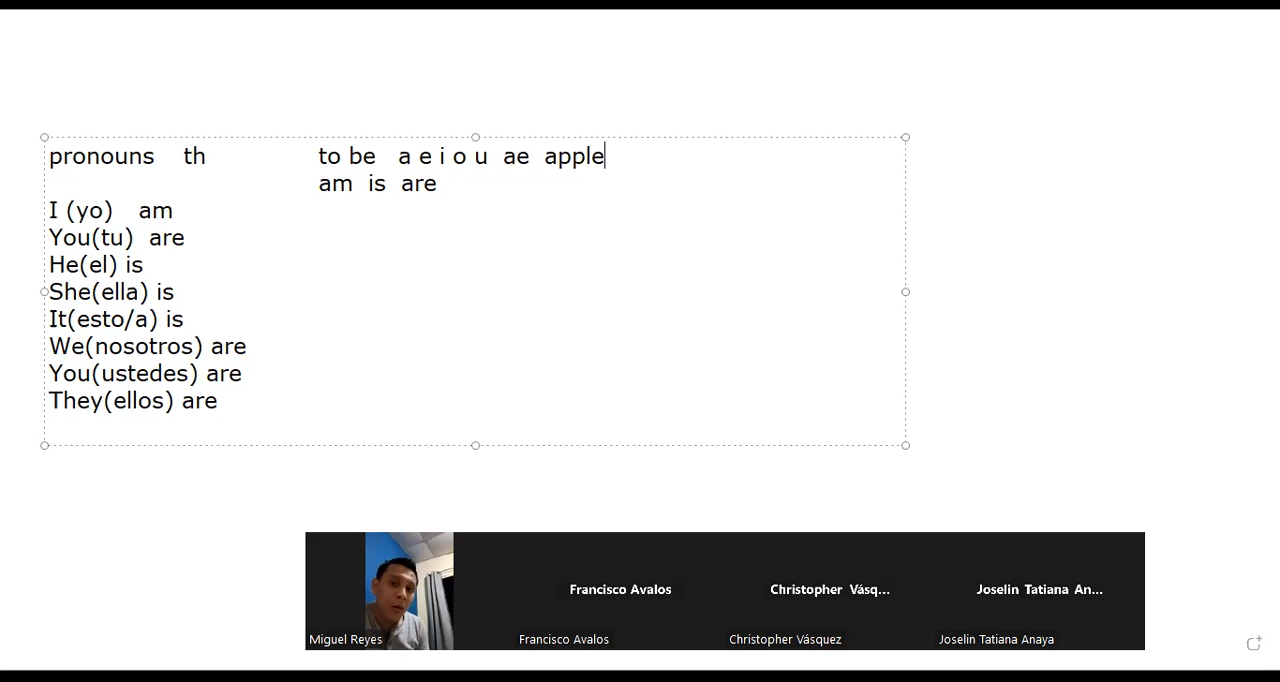 pronouns th to be a e i o u ae apple
am is are
I (yo) am
You(tu) are
He(el) is
She(ella) is
It(esto/a) is
We(nosotros) are
You(ustedes) are
They(ellos) are
Francisco Avalos Christopher Vásq... Joselin Tatiana An...
Miguel Reyes Francisco Avalos Christopher Vásquez Joselin Tatiana Anaya